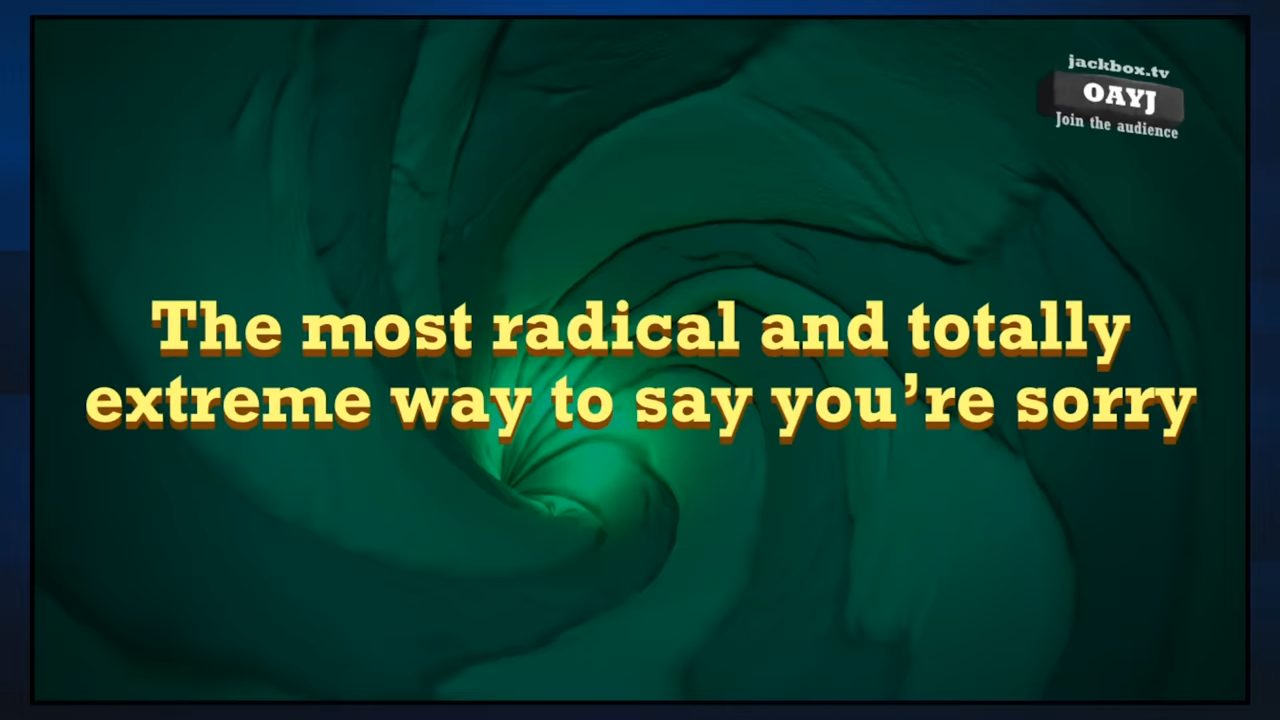 jackbox.tv
OAYJ
Join the audience
The most radical and totally
extreme way to say you’re sorry